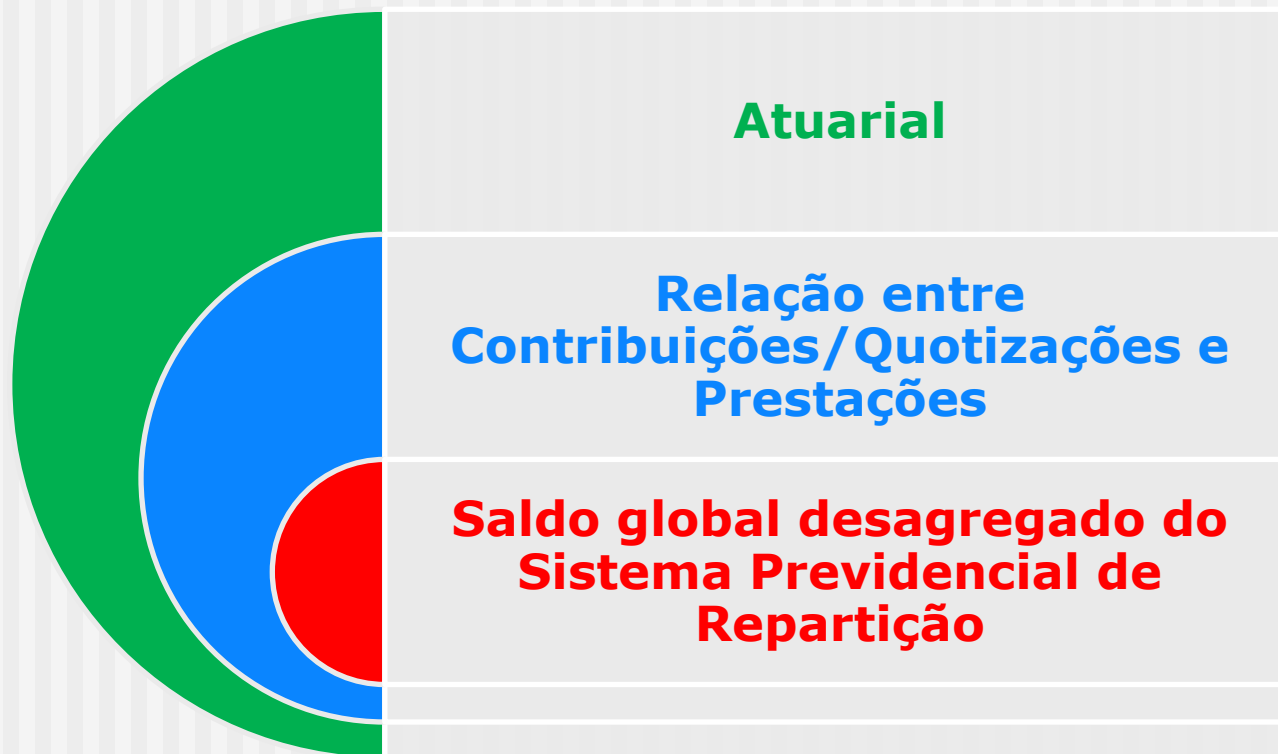 Atuarial
Relação entre
Contribuições/Quotizações e
Prestações
Saldo global desagregado do
Sistema Previdencial de
Repartição